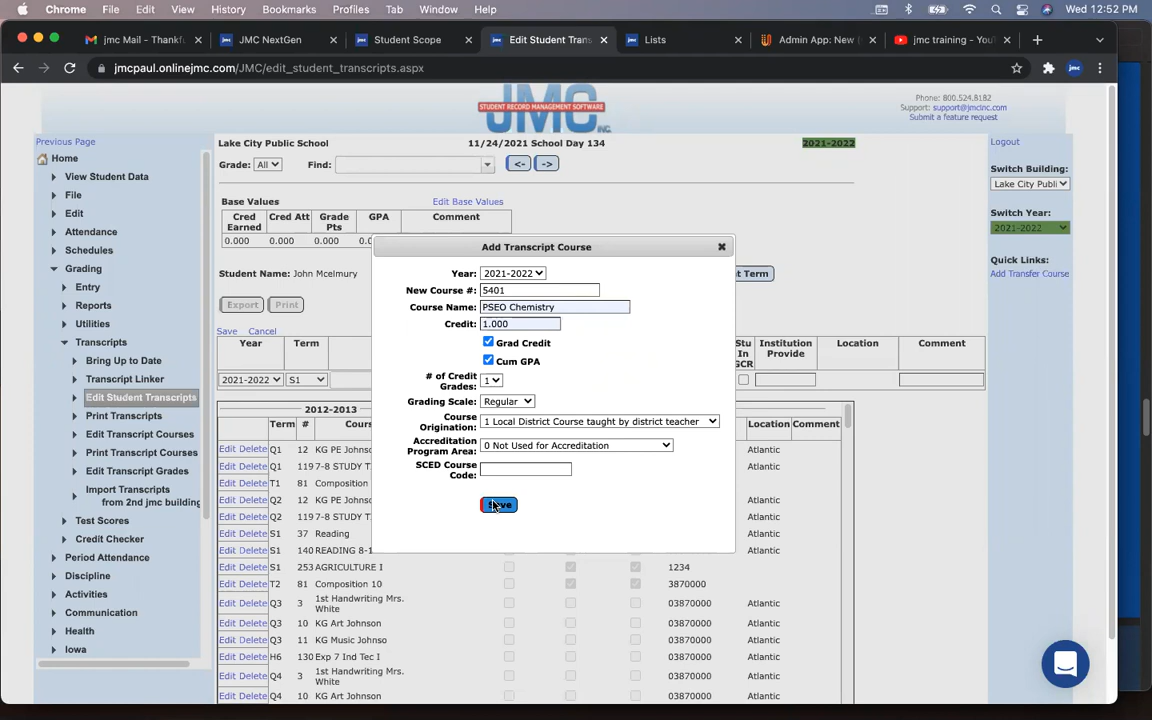 Chrome File Edit View History Bookmarks Profiles Tab Window Help Wed 12:52 PM
jmc Mail - Thankf JMC NextGen Student Scope Edit Student Tran Lists Admin App: New ( jmc training - YouT
jmcpaul.onlinejmc.com/JMC/edit_student_transcripts.aspx
JMC
STUDENT RECORD MANAGEMENT SOFTWARE
INC.
Phone: 800.524.8182
Support: support@jmcinc.com
Submit a feature request
Previous Page
Home
View Student Data
File
Edit
Attendance
Schedules
Grading
Entry
Reports
Utilities
Transcripts
Bring Up to Date
Transcript Linker
Edit Student Transcripts
Print Transcripts
Edit Transcript Courses
Print Transcript Courses
Edit Transcript Grades
Import Transcripts
from 2nd jmc building
Test Scores
Credit Checker
Period Attendance
Discipline
Activities
Communication
Health
Iowa
Lake City Public School 11/24/2021 School Day 134 2021-2022
Grade: All Find: <- ->
Base Values Edit Base Values
Cred Earned Cred Att Grade Pts GPA Comment
0.000 0.000 0.000
Student Name: John Mcelmury
Export Print
Save Cancel
Year Term
2021-2022 S1
Stu In GCR Institution Provide Location Comment
2012-2013
Term # Location Comment
Edit Delete Q1 12 KG PE Johns Atlantic
Edit Delete Q1 119 7-8 STUDY T
Edit Delete T1 81 Composition
Edit Delete Q2 12 KG PE Johns Atlantic
Edit Delete Q2 119 7-8 STUDY T
Edit Delete S1 37 Reading
Edit Delete S1 140 READING 8-1
Edit Delete S1 253 AGRICULTURE I 1234
Edit Delete T2 81 Composition 10 3870000
Edit Delete Q3 3 1st Handwriting Mrs. White 03870000 Atlantic
Edit Delete Q3 10 KG Art Johnson 03870000 Atlantic
Edit Delete Q3 11 KG Music Johnso 03870000 Atlantic
Edit Delete H6 130 Exp 7 Ind Tec I 03870000 Atlantic
Edit Delete Q4 3 1st Handwriting Mrs. White 03870000 Atlantic
Edit Delete Q4 10 KG Art Johnson 03870000 Atlantic
Add Transcript Course
Year: 2021-2022
New Course #: 5401
Course Name: PSEO Chemistry
Credit: 1.000
Grad Credit
Cum GPA
# of Credit Grades: 1
Grading Scale: Regular
Course Origination: 1 Local District Course taught by district teacher
Accreditation Program Area: 0 Not Used for Accreditation
SCED Course Code:
Save
t Term
Logout
Switch Building:
Lake City Publi
Switch Year:
2021-2022
Quick Links:
Add Transfer Course